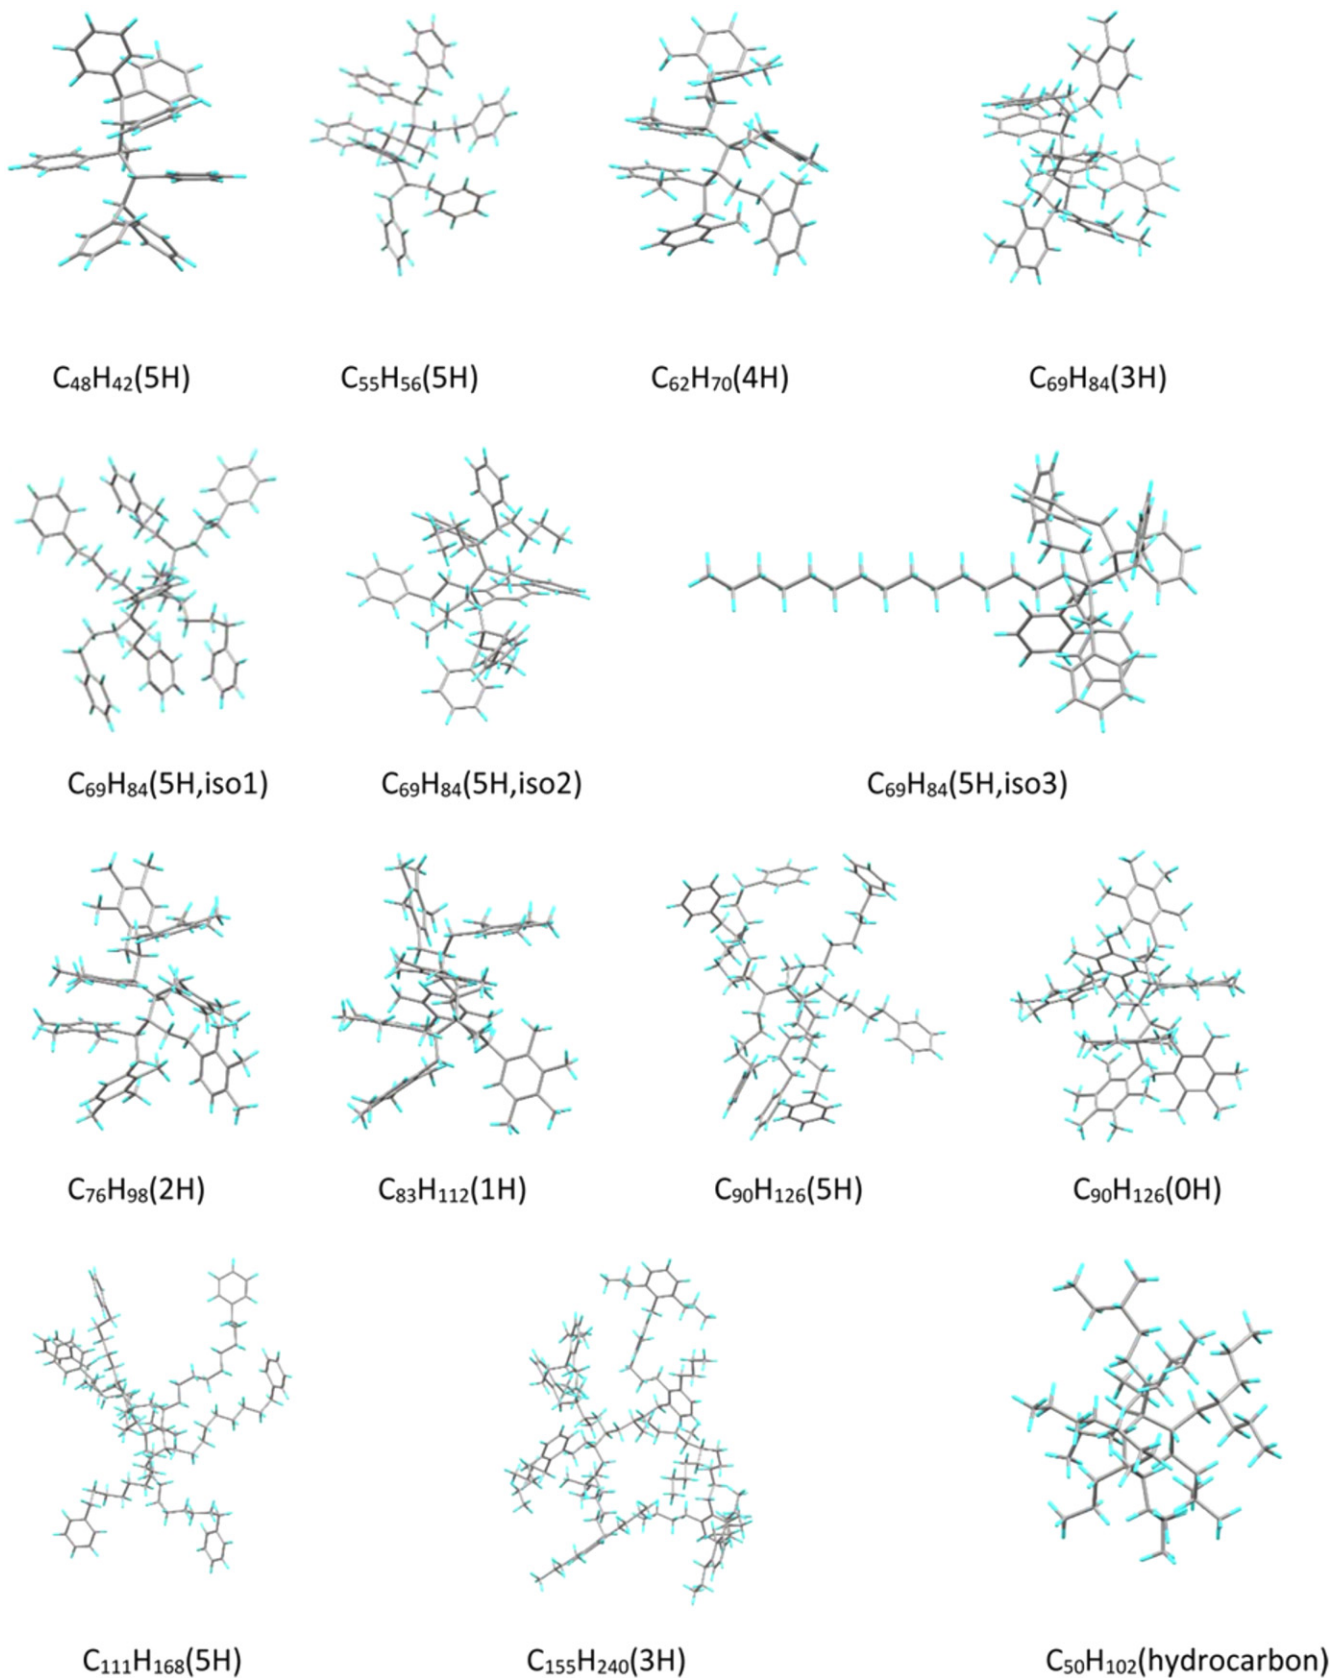 C₄₈H₄₂(5H) C₅₅H₅₆(5H) C₆₂H₇₀(4H) C₆₉H₈₄(3H)
C₆₉H₈₄(5H,iso1) C₆₉H₈₄(5H,iso2) C₆₉H₈₄(5H,iso3)
C₇₆H₉₈(2H) C₈₃H₁₁₂(1H) C₉₀H₁₂₆(5H) C₉₀H₁₂₆(0H)
C₁₁₁H₁₆₈(5H) C₁₅₅H₂₄₀(3H) C₅₀H₁₀₂(hydrocarbon)